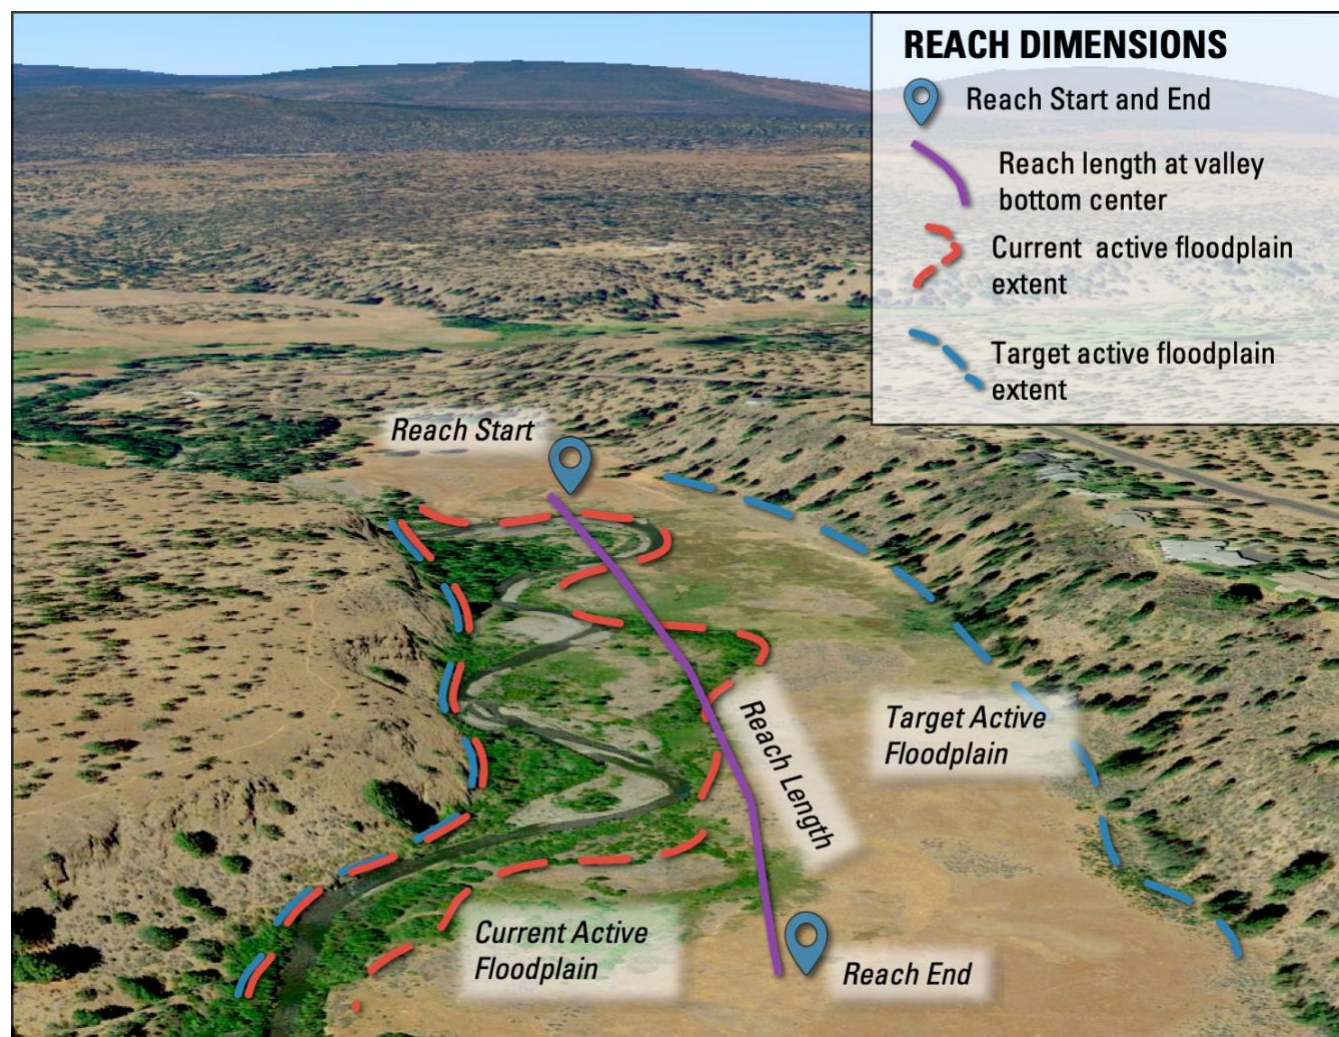 REACH DIMENSIONS
Reach Start and End
Reach length at valley
bottom center
Current active floodplain
extent
Target active floodplain
extent
Reach Start
Reach Length
Target Active
Floodplain
Current Active
Floodplain
Reach End